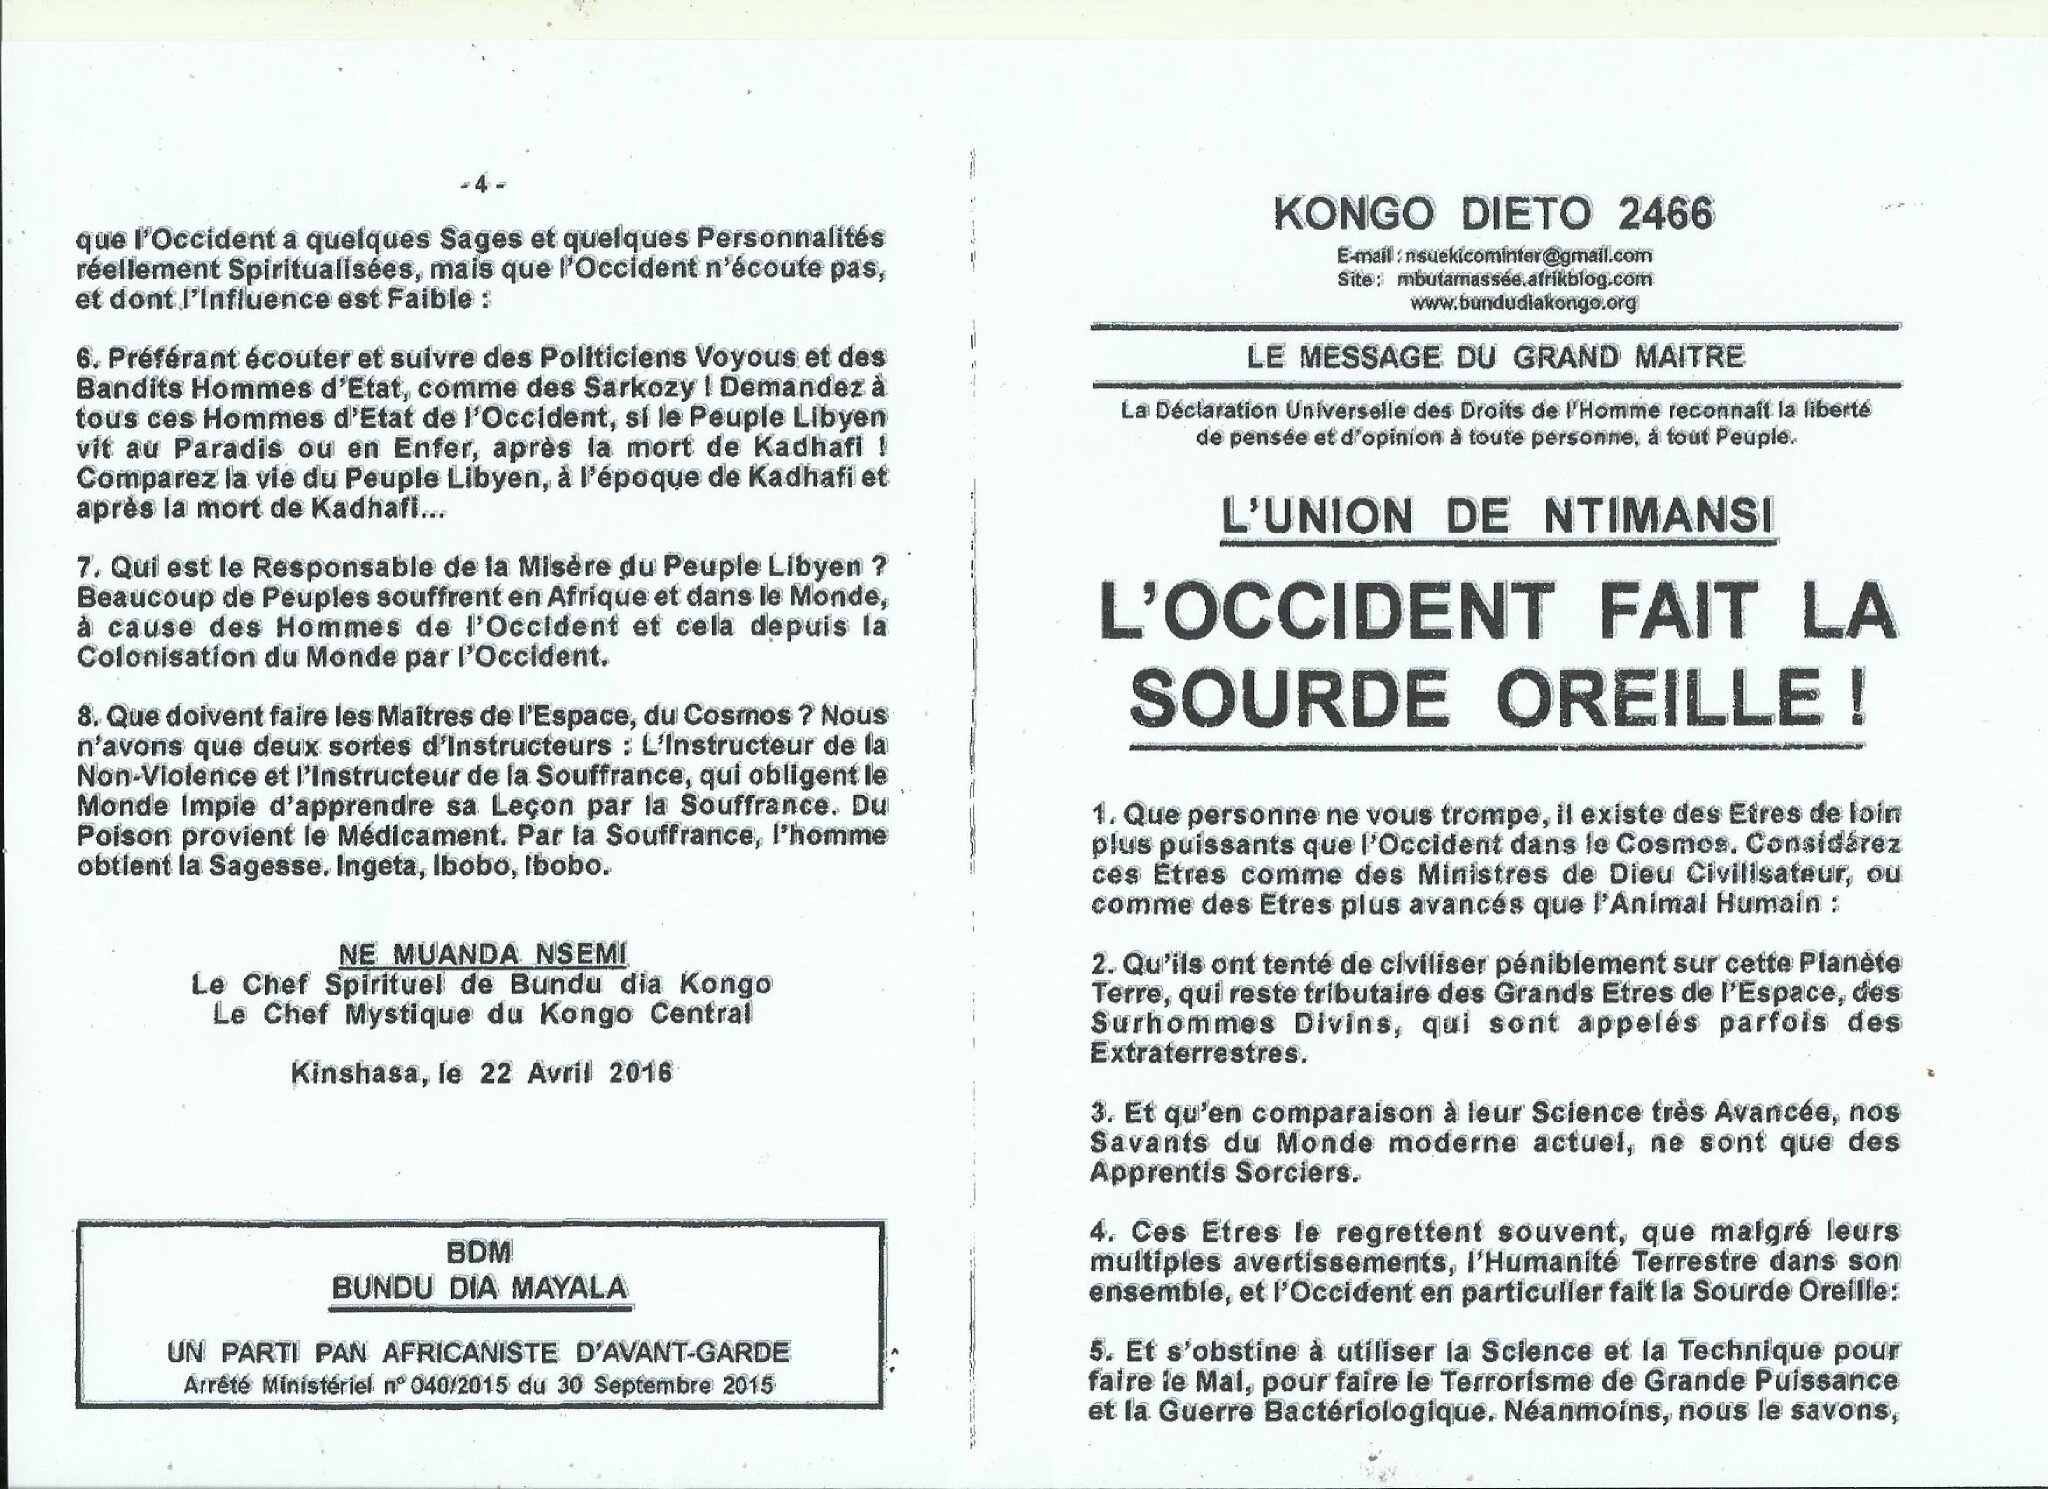 - 4 -
que l'Occident a quelques Sages et quelques Personnalités
réellement Spiritualisées, mais que l'Occident n'écoute pas,
et dont l'Influence est Faible :
6. Préférant écouter et suivre des Politiciens Voyous et des
Bandits Hommes d'Etat, comme des Sarkozy ! Demandez à
tous ces Hommes d'Etat de l'Occident, si le Peuple Libyen
vit au Paradis ou en Enfer, après la mort de Kadhafi !
Comparez la vie du Peuple Libyen, à l'époque de Kadhafi et
après la mort de Kadhafi...
7. Qui est le Responsable de la Misère du Peuple Libyen ?
Beaucoup de Peuples souffrent en Afrique et dans le Monde,
à cause des Hommes de l'Occident et cela depuis la
Colonisation du Monde par l'Occident.
8. Que doivent faire les Maîtres de l'Espace, du Cosmos ? Nous
n'avons que deux sortes d'Instructeurs : L'Instructeur de la
Non-Violence et l'Instructeur de la Souffrance, qui obligent le
Monde Impie d'apprendre sa Leçon par la Souffrance. Du
Poison provient le Médicament. Par la Souffrance, l'homme
obtient la Sagesse. Ingeta, Ibobo, Ibobo.
NE MUANDA NSEMI
Le Chef Spirituel de Bundu dia Kongo
Le Chef Mystique du Kongo Central
Kinshasa, le 22 Avril 2016
BDM
BUNDU DIA MAYALA
UN PARTI PAN AFRICANISTE D'AVANT-GARDE
Arrêté Ministériel n° 040/2015 du 30 Septembre 2015
KONGO DIETO 2466
E-mail : nsuekicominter@gmail.com
Site : mbutamassée.afrikblog.com
www.bundudiakongo.org
LE MESSAGE DU GRAND MAITRE
La Déclaration Universelle des Droits de l'Homme reconnaît la liberté
de pensée et d'opinion à toute personne, à tout Peuple.
L'UNION DE NTIMANSI
L'OCCIDENT FAIT LA
SOURDE OREILLE !
1. Que personne ne vous trompe, il existe des Etres de loin
plus puissants que l'Occident dans le Cosmos. Considérez
ces Etres comme des Ministres de Dieu Civilisateur, ou
comme des Etres plus avancés que l'Animal Humain :
2. Qu'ils ont tenté de civiliser péniblement sur cette Planète
Terre, qui reste tributaire des Grands Etres de l'Espace, des
Surhommes Divins, qui sont appelés parfois des
Extraterrestres.
3. Et qu'en comparaison à leur Science très Avancée, nos
Savants du Monde moderne actuel, ne sont que des
Apprentis Sorciers.
4. Ces Etres le regrettent souvent, que malgré leurs
multiples avertissements, l'Humanité Terrestre dans son
ensemble, et l'Occident en particulier fait la Sourde Oreille:
5. Et s'obstine à utiliser la Science et la Technique pour
faire le Mal, pour faire le Terrorisme de Grande Puissance
et la Guerre Bactériologique. Néanmoins, nous le savons,